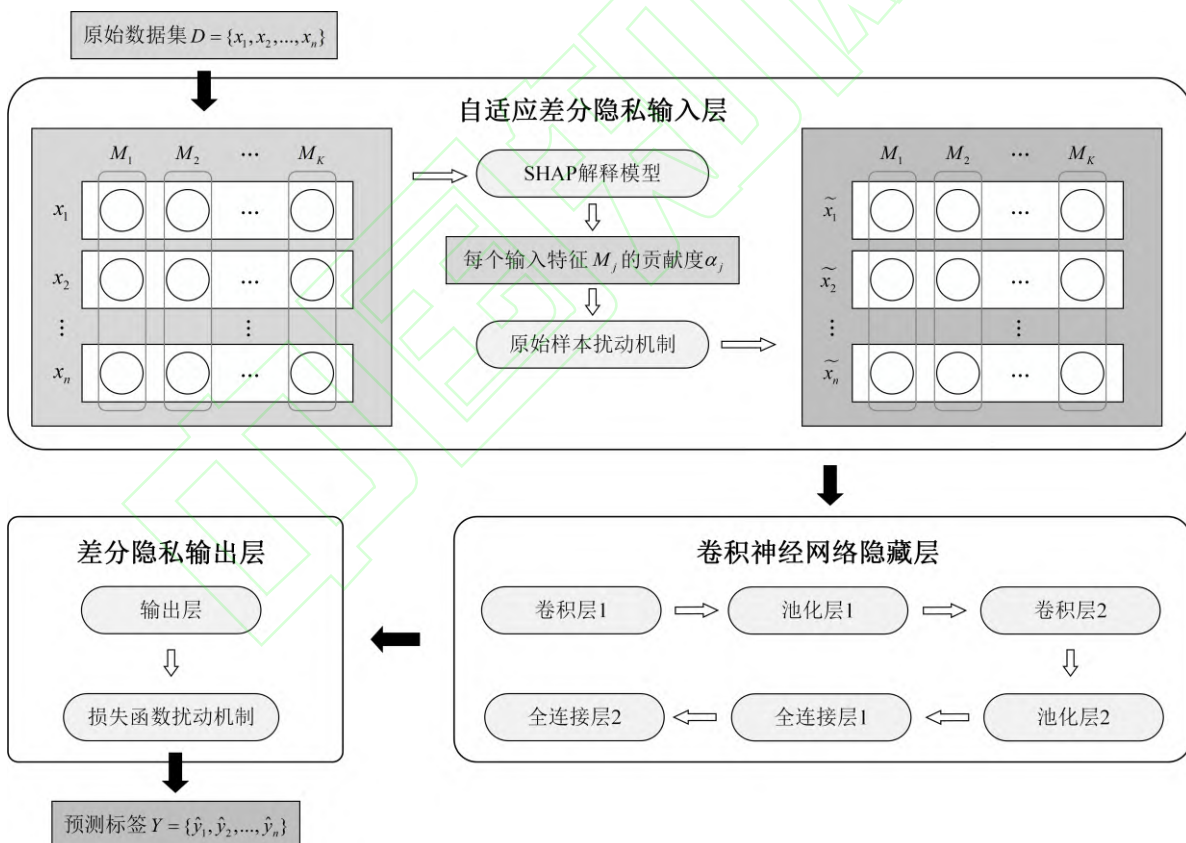 原始数据集 D = {x₁, x₂,..., xₙ}
自适应差分隐私输入层
M₁ M₂ ⋯ M_K
x₁ ⋯
x₂ ⋯
⋮ ⋮
xₙ ⋯
SHAP解释模型
每个输入特征 M_j 的贡献度α_j
原始样本扰动机制
M₁ M₂ ⋯ M_K
x̃₁ ⋯
x̃₂ ⋯
⋮ ⋮
x̃ₙ ⋯
卷积神经网络隐藏层
卷积层1 池化层1 卷积层2
全连接层2 全连接层1 池化层2
差分隐私输出层
输出层
损失函数扰动机制
预测标签 Y = {ŷ₁, ŷ₂,..., ŷₙ}